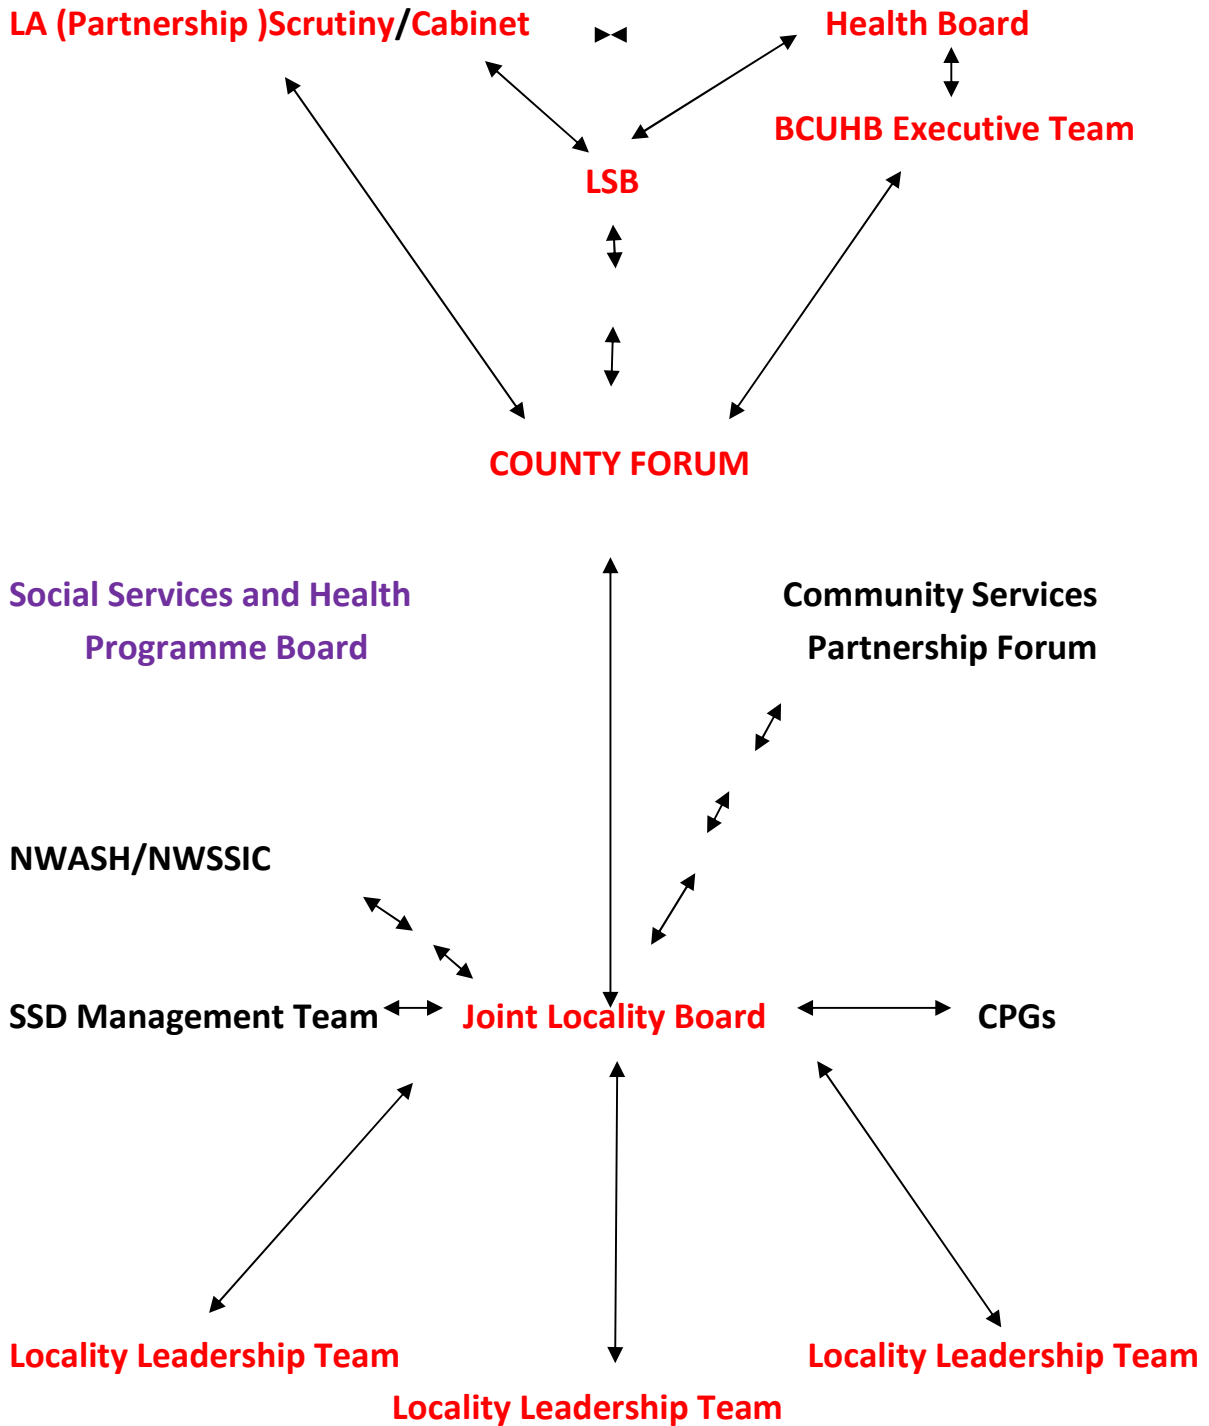 LA (Partnership )Scrutiny/Cabinet
Health Board
BCUHB Executive Team
LSB
COUNTY FORUM
Social Services and Health
Programme Board
Community Services
Partnership Forum
NWASH/NWSSIC
SSD Management Team
Joint Locality Board
CPGs
Locality Leadership Team
Locality Leadership Team
Locality Leadership Team